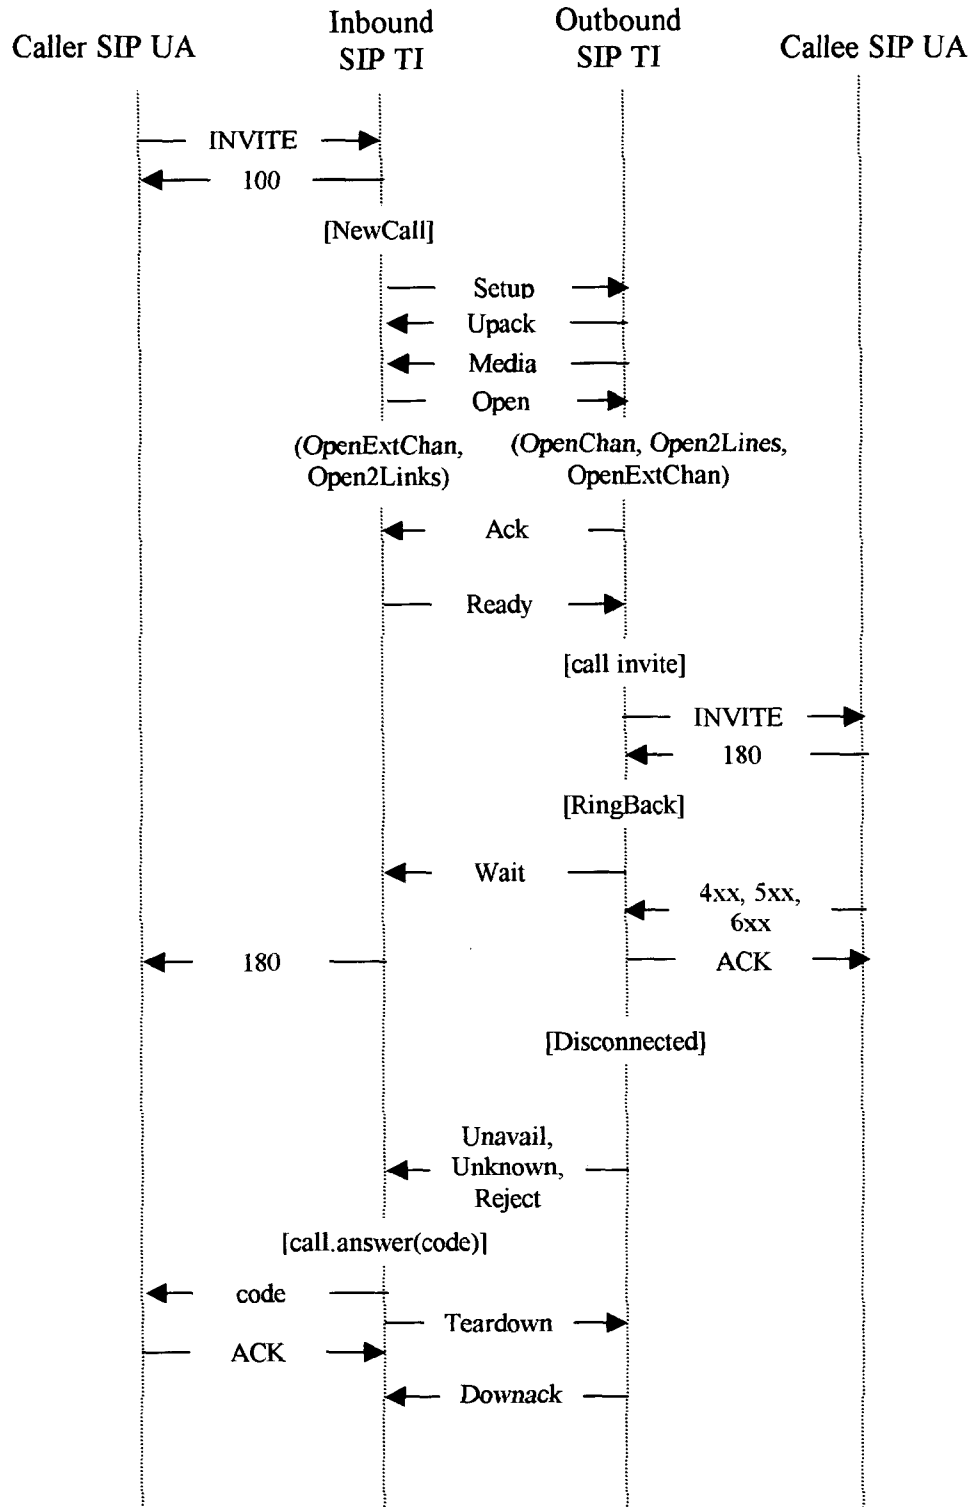 Caller SIP UA
Inbound
SIP TI
Outbound
SIP TI
Callee SIP UA
INVITE
100
[NewCall]
Setup
Upack
Media
Open
(OpenExtChan,
Open2Links)
(OpenChan, Open2Lines,
OpenExtChan)
Ack
Ready
[call invite]
INVITE
180
[RingBack]
Wait
4xx, 5xx,
6xx
180
ACK
[Disconnected]
Unavail,
Unknown,
Reject
[call.answer(code)]
code
Teardown
ACK
Downack